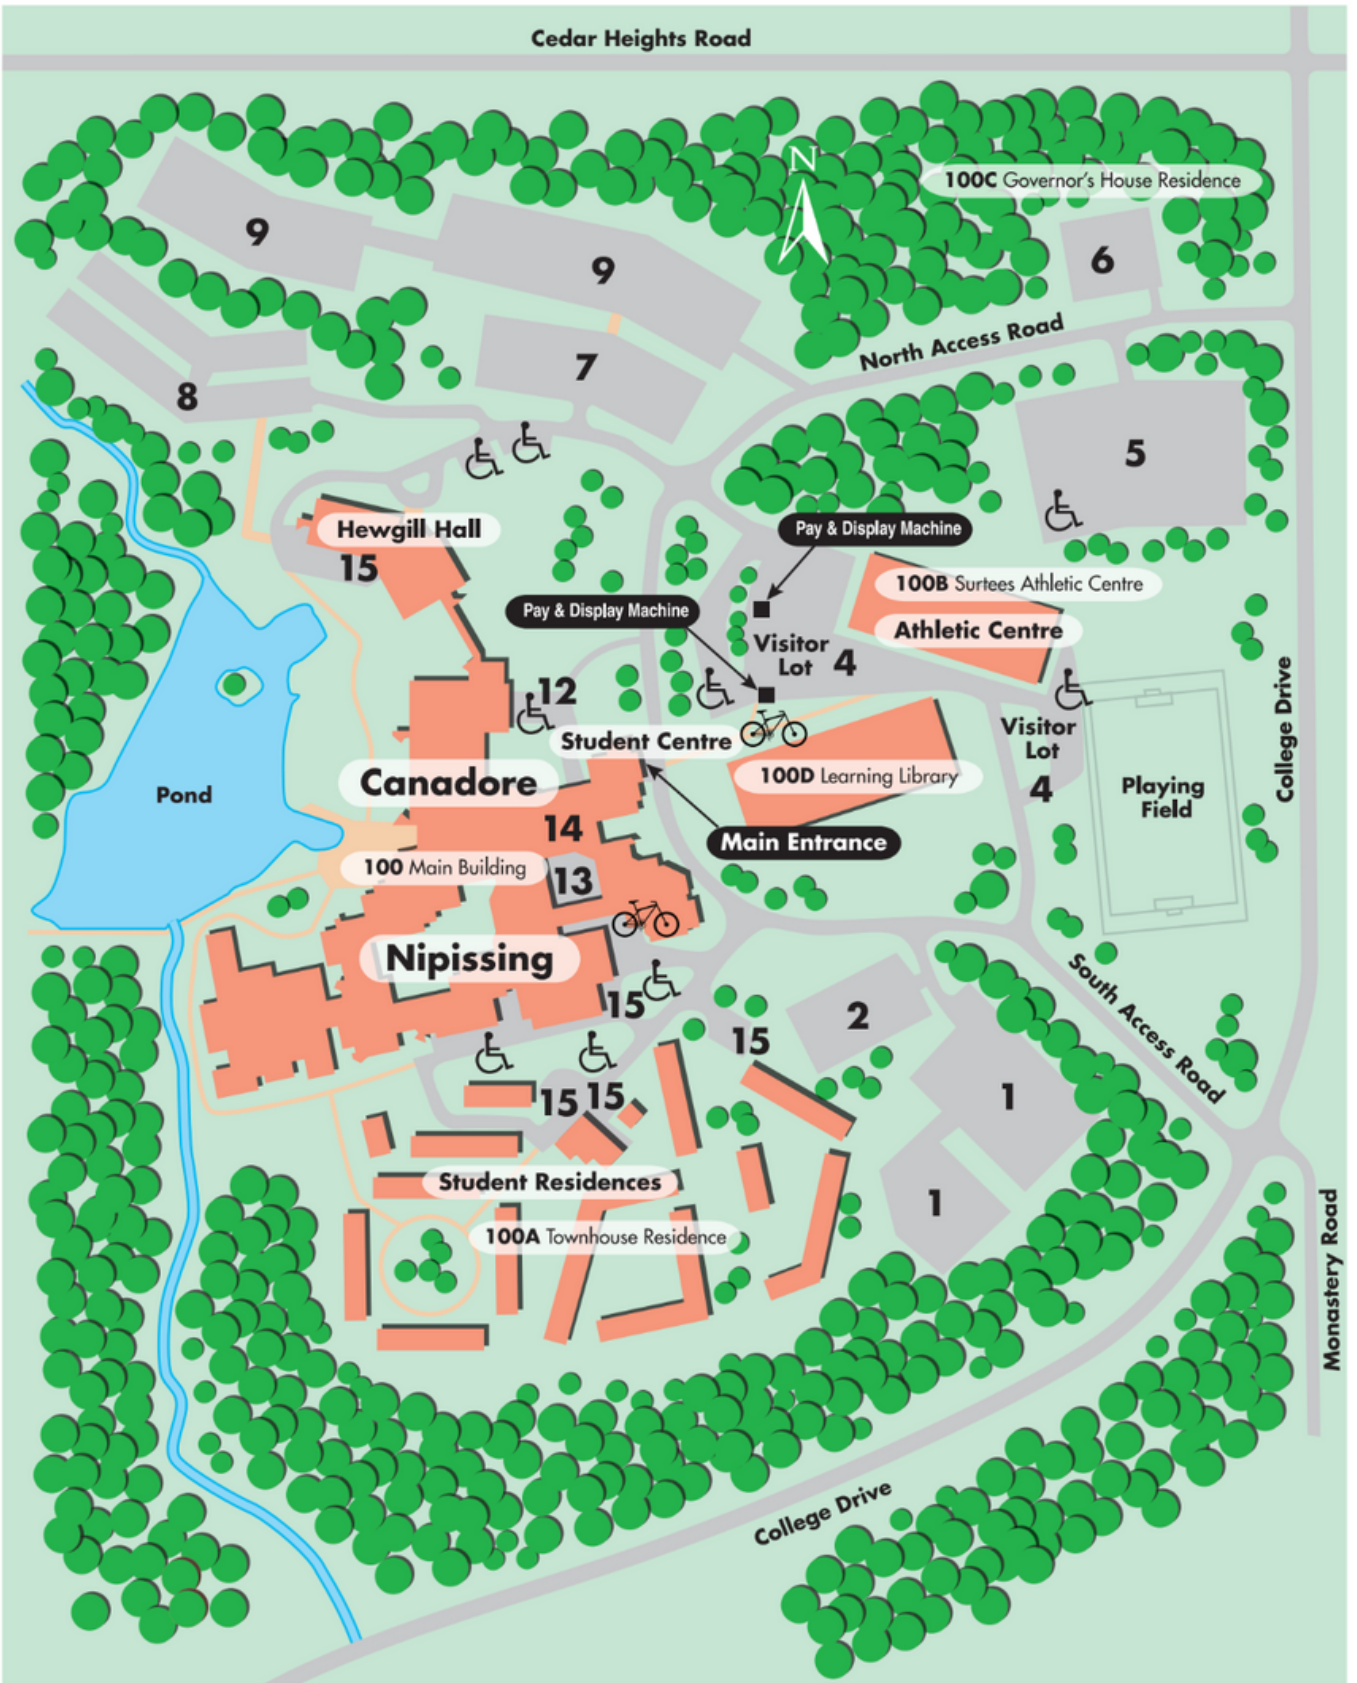 Cedar Heights Road
N
100C Governor's House Residence
9
9
6
North Access Road
7
8
5
Pay & Display Machine
Hewgill Hall
15
100B Surtees Athletic Centre
Pay & Display Machine
Athletic Centre
Visitor
Lot 4
12
Student Centre
Visitor
Lot
4
College Drive
Canadore
100D Learning Library
Pond
Playing
Field
14
Main Entrance
100 Main Building
13
Nipissing
South Access Road
15
2
15
15
15
1
Student Residences
1
100A Townhouse Residence
Monastery Road
College Drive